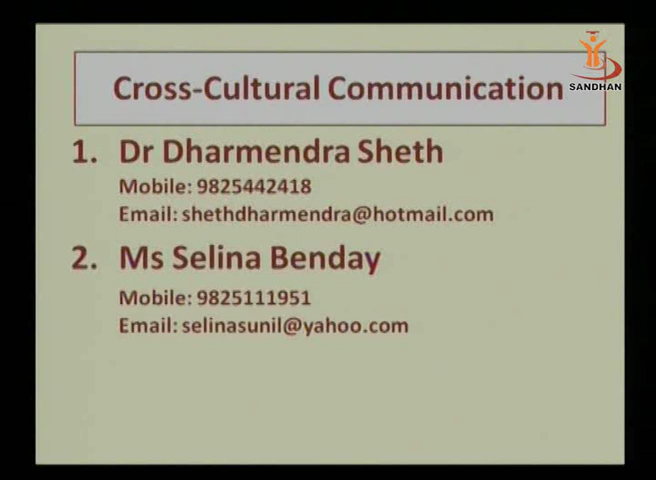 Cross-Cultural Communication
SANDHAN
1. Dr Dharmendra Sheth
Mobile: 9825442418
Email: shethdharmendra@hotmail.com
2. Ms Selina Benday
Mobile: 9825111951
Email: selinasunil@yahoo.com